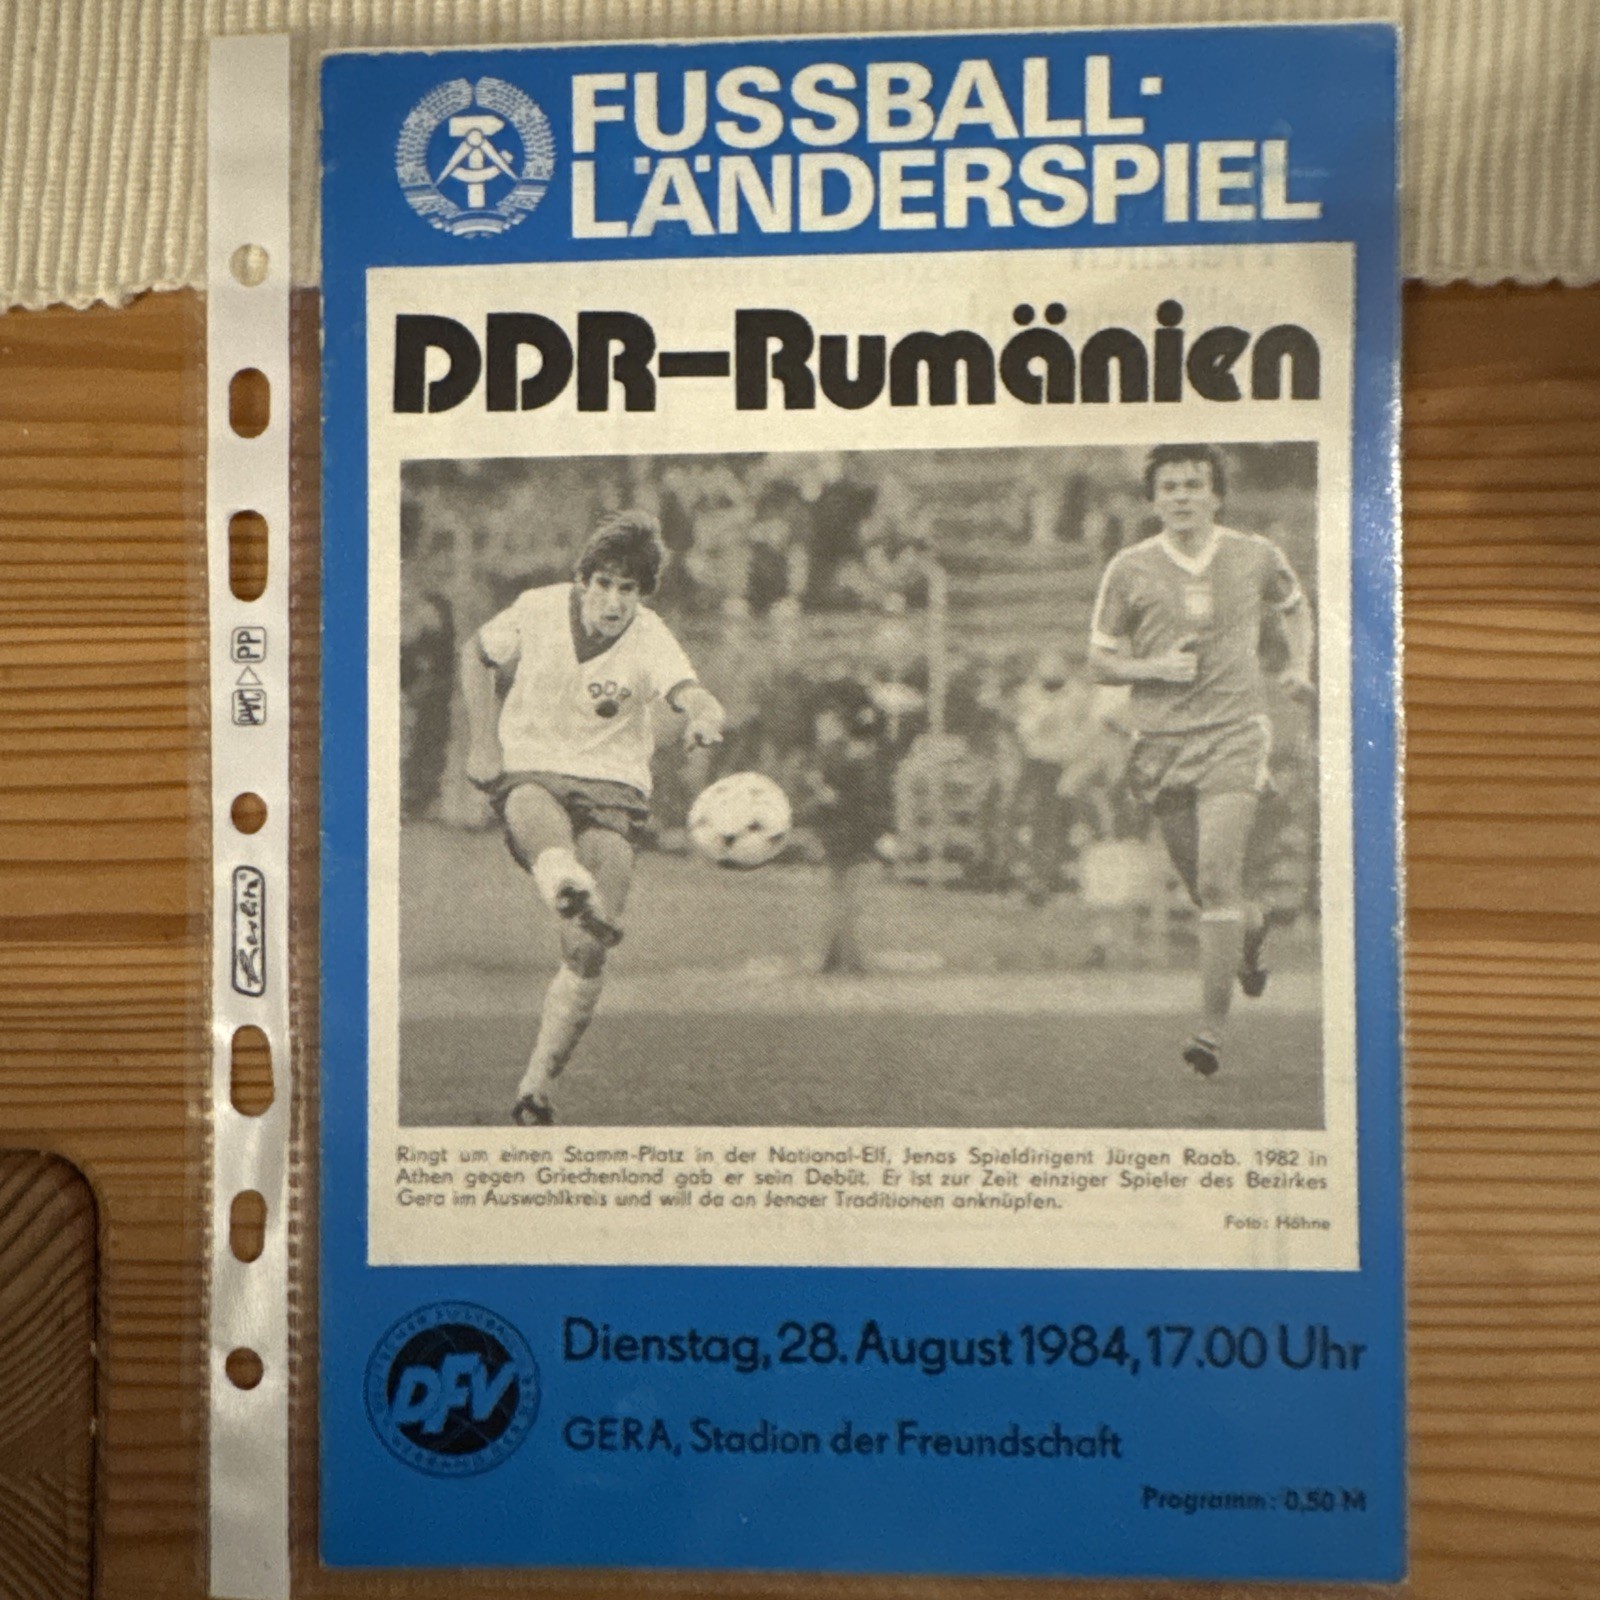 FUSSBALL-
LÄNDERSPIEL
DDR-Rumänien
DDR
Ringt um einen Stamm-Platz in der National-Elf, Jenas Spieldirigent Jürgen Raab. 1982 in
Athen gegen Griechenland gab er sein Debüt. Er ist zur Zeit einziger Spieler des Bezirkes
Gera im Auswahlkreis und will da an Jenaer Traditionen anknüpfen.
Foto: Höhne
DFV
Dienstag, 28. August 1984, 17.00 Uhr
GERA, Stadion der Freundschaft
Programm: 0,50 M
PP
Herlitz